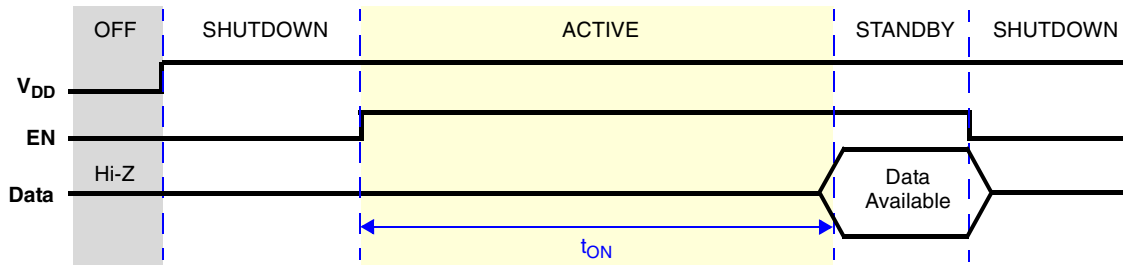 OFF SHUTDOWN ACTIVE STANDBY SHUTDOWN
VDD
EN
Hi-Z
Data
Data
Available
tON